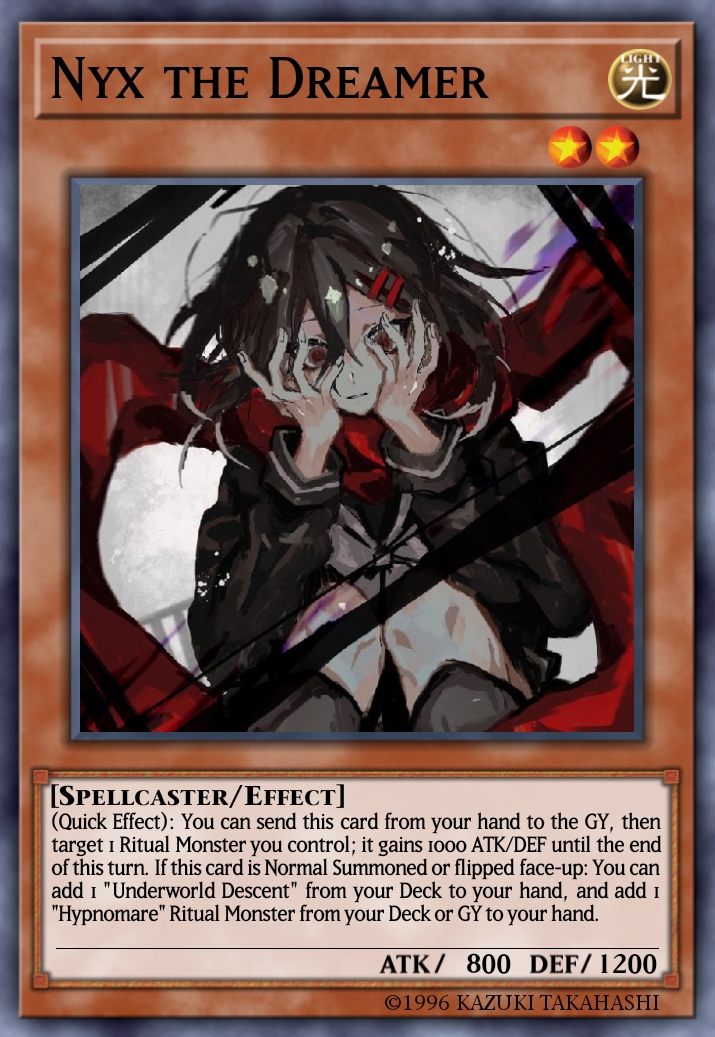 Nyx the Dreamer
LIGHT
光
[Spellcaster/Effect]
(Quick Effect): You can send this card from your hand to the GY, then
target 1 Ritual Monster you control; it gains 1000 ATK/DEF until the end
of this turn. If this card is Normal Summoned or flipped face-up: You can
add 1 "Underworld Descent" from your Deck to your hand, and add 1
"Hypnomare" Ritual Monster from your Deck or GY to your hand.
ATK/ 800 DEF/ 1200
©1996 KAZUKI TAKAHASHI